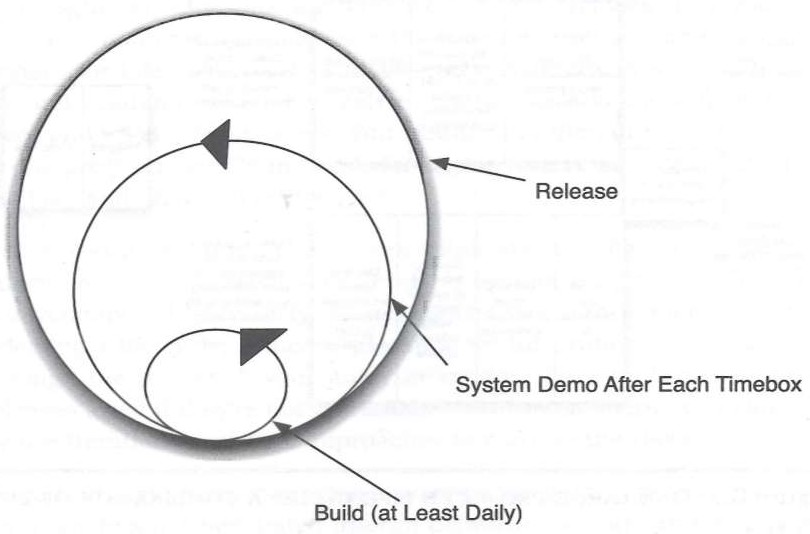 Release
System Demo After Each Timebox
Build (at Least Daily)